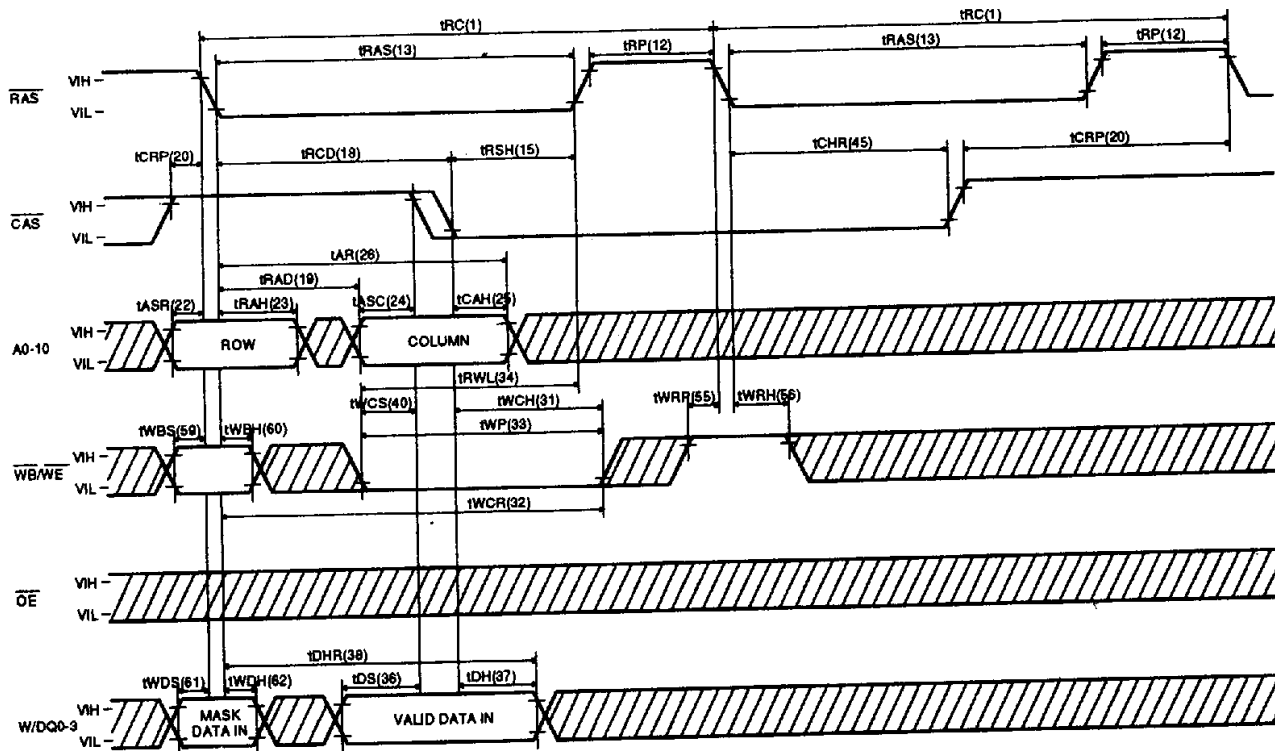 tRC(1) tRC(1)
tRAS(13) tRP(12) tRAS(13) tRP(12)
VIH
RAS
VIL
tCRP(20) tRCD(18) tRSH(15) tCHR(45) tCRP(20)
VIH
CAS
VIL
tAR(26)
tRAD(19)
tASR(22) tRAH(23) tASC(24) tCAH(25)
VIH
A0-10 ROW COLUMN
VIL
tRWL(34)
tWCS(40) tWCH(31) tWRP(55) tWRH(56)
tWBS(59) tWBH(60) tWP(33)
VIH
WB/WE
VIL
tWCR(32)
VIH
OE
VIL
tDHR(38)
tWDS(61) tWDH(62) tDS(36) tDH(37)
VIH
W/DQ0-3 MASK DATA IN VALID DATA IN
VIL